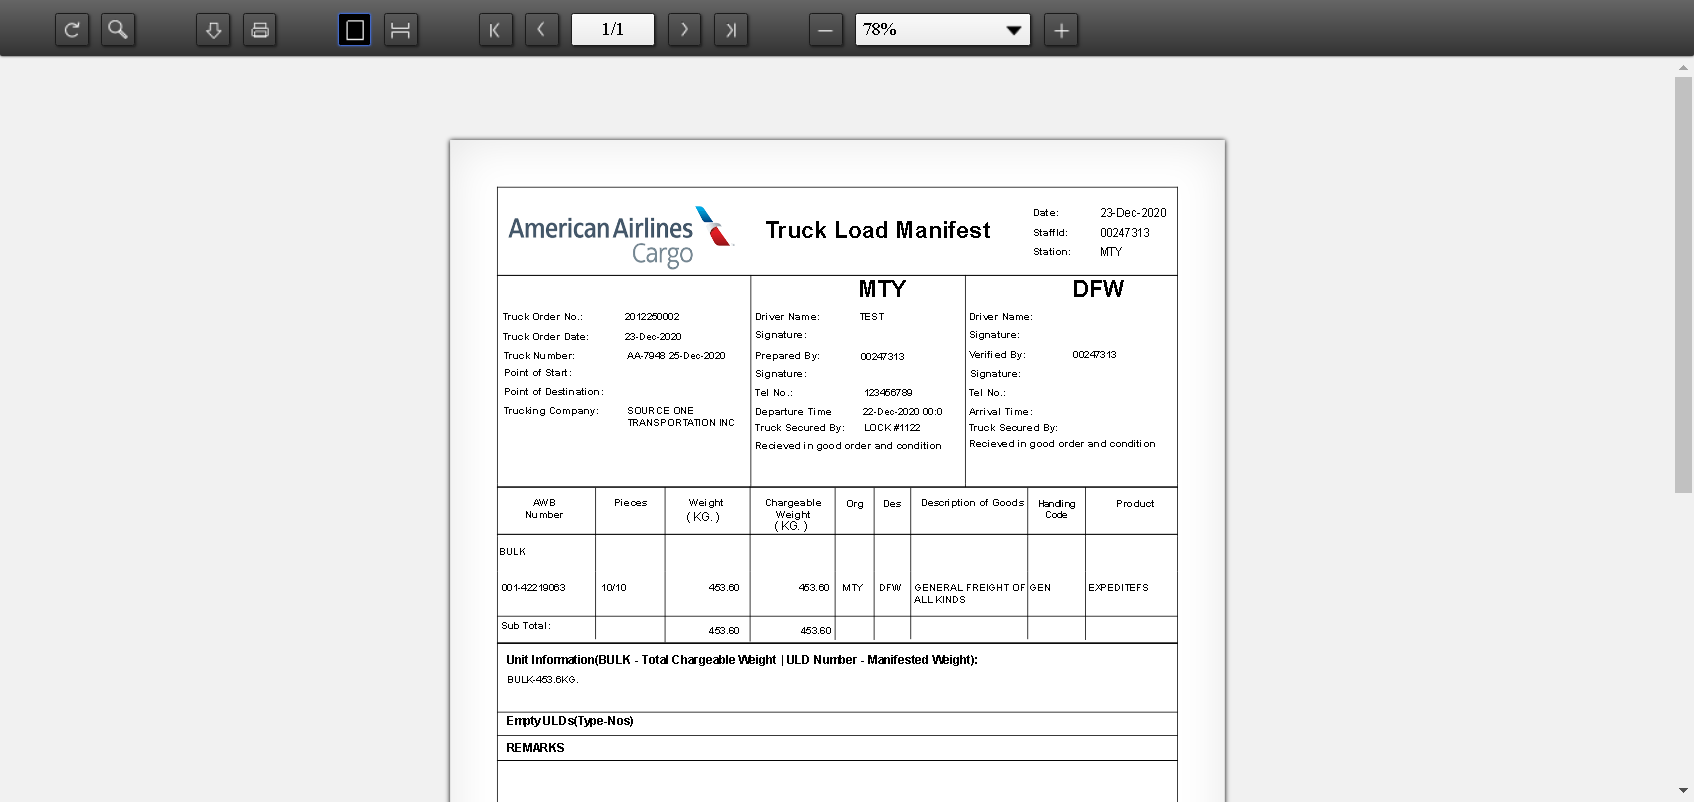 1/1
78%
American Airlines
Cargo
Truck Load Manifest
Date: 23-Dec-2020
StaffId: 00247313
Station: MTY
MTY
DFW
Truck Order No.: 2012250002
Truck Order Date: 23-Dec-2020
Truck Number: AA-7948 25-Dec-2020
Point of Start:
Point of Destination:
Trucking Company: SOURCE ONE
TRANSPORTATION INC
Driver Name: TEST
Signature:
Prepared By: 00247313
Signature:
Tel No.: 123456789
Departure Time 22-Dec-2020 00:0
Truck Secured By: LOCK #1122
Recieved in good order and condition
Driver Name:
Signature:
Verified By: 00247313
Signature:
Tel No.:
Arrival Time:
Truck Secured By:
Recieved in good order and condition
AWB
Number
Pieces
Weight
( KG. )
Chargeable
Weight
( KG. )
Org
Des
Description of Goods
Handling
Code
Product
BULK
001-42219063 10/10 453.60 453.60 MTY DFW GENERAL FREIGHT OF GEN EXPEDITEFS
ALL KINDS
Sub Total: 453.60 453.60
Unit Information(BULK - Total Chargeable Weight | ULD Number - Manifested Weight):
BULK-453.6KG.
Empty ULDs(Type-Nos)
REMARKS